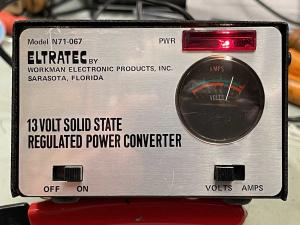 Model N71-067
PWR
ELTRATEC BY
WORKMAN ELECTRONIC PRODUCTS, INC.
SARASOTA, FLORIDA
AMPS
VOLTS
13 VOLT SOLID STATE
REGULATED POWER CONVERTER
OFF ON
VOLTS AMPS